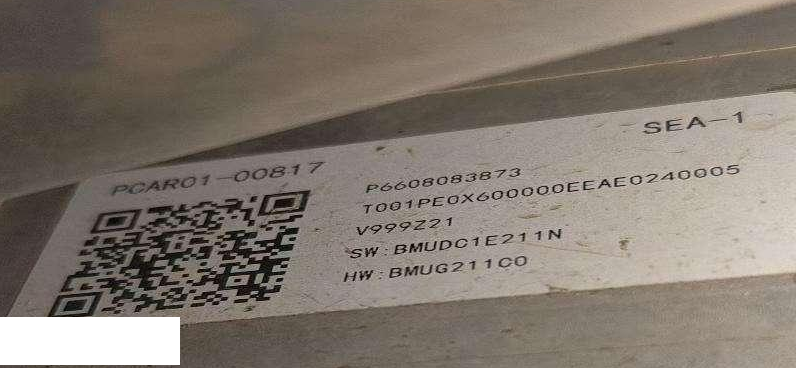 SEA-1
PCAR01-00817
P6608083873
T001PE0X600000EEAE0240005
V999Z21
SW:BMUDC1E211N
HW:BMUG211C0